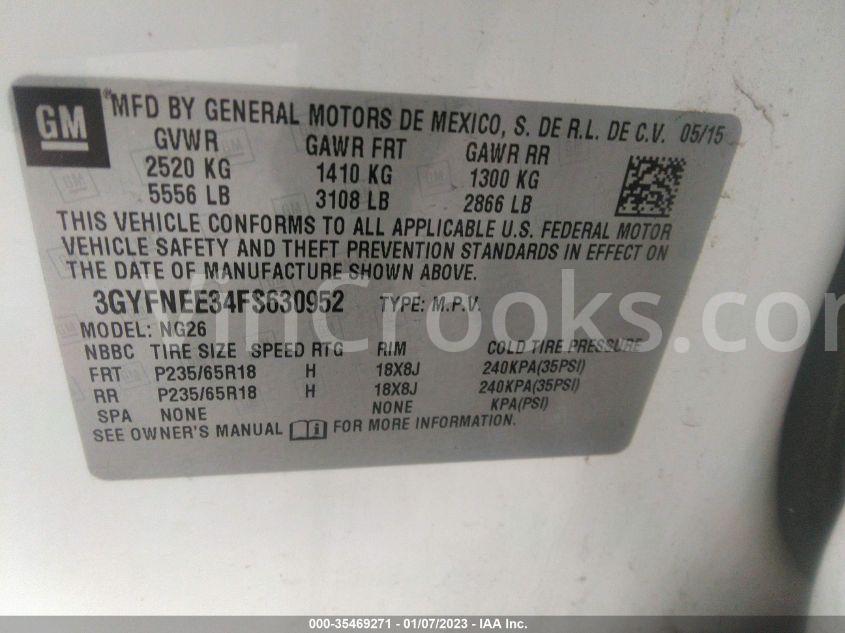 GM
®MFD BY GENERAL MOTORS DE MEXICO, S. DE R.L. DE C.V. 05/15
GVWR GAWR FRT GAWR RR
2520 KG 1410 KG 1300 KG
5556 LB 3108 LB 2866 LB
THIS VEHICLE CONFORMS TO ALL APPLICABLE U.S. FEDERAL MOTOR
VEHICLE SAFETY AND THEFT PREVENTION STANDARDS IN EFFECT ON
THE DATE OF MANUFACTURE SHOWN ABOVE.
3GYFNEE34FS630952 TYPE: M.P.V.
MODEL: NG26
NBBC TIRE SIZE SPEED RTG RIM COLD TIRE PRESSURE
FRT P235/65R18 H 18X8J 240KPA(35PSI)
RR P235/65R18 H 18X8J 240KPA(35PSI)
SPA NONE NONE KPA(PSI)
SEE OWNER'S MANUAL i FOR MORE INFORMATION.
VinCrooks.com
000-35469271 - 01/07/2023 - IAA Inc.